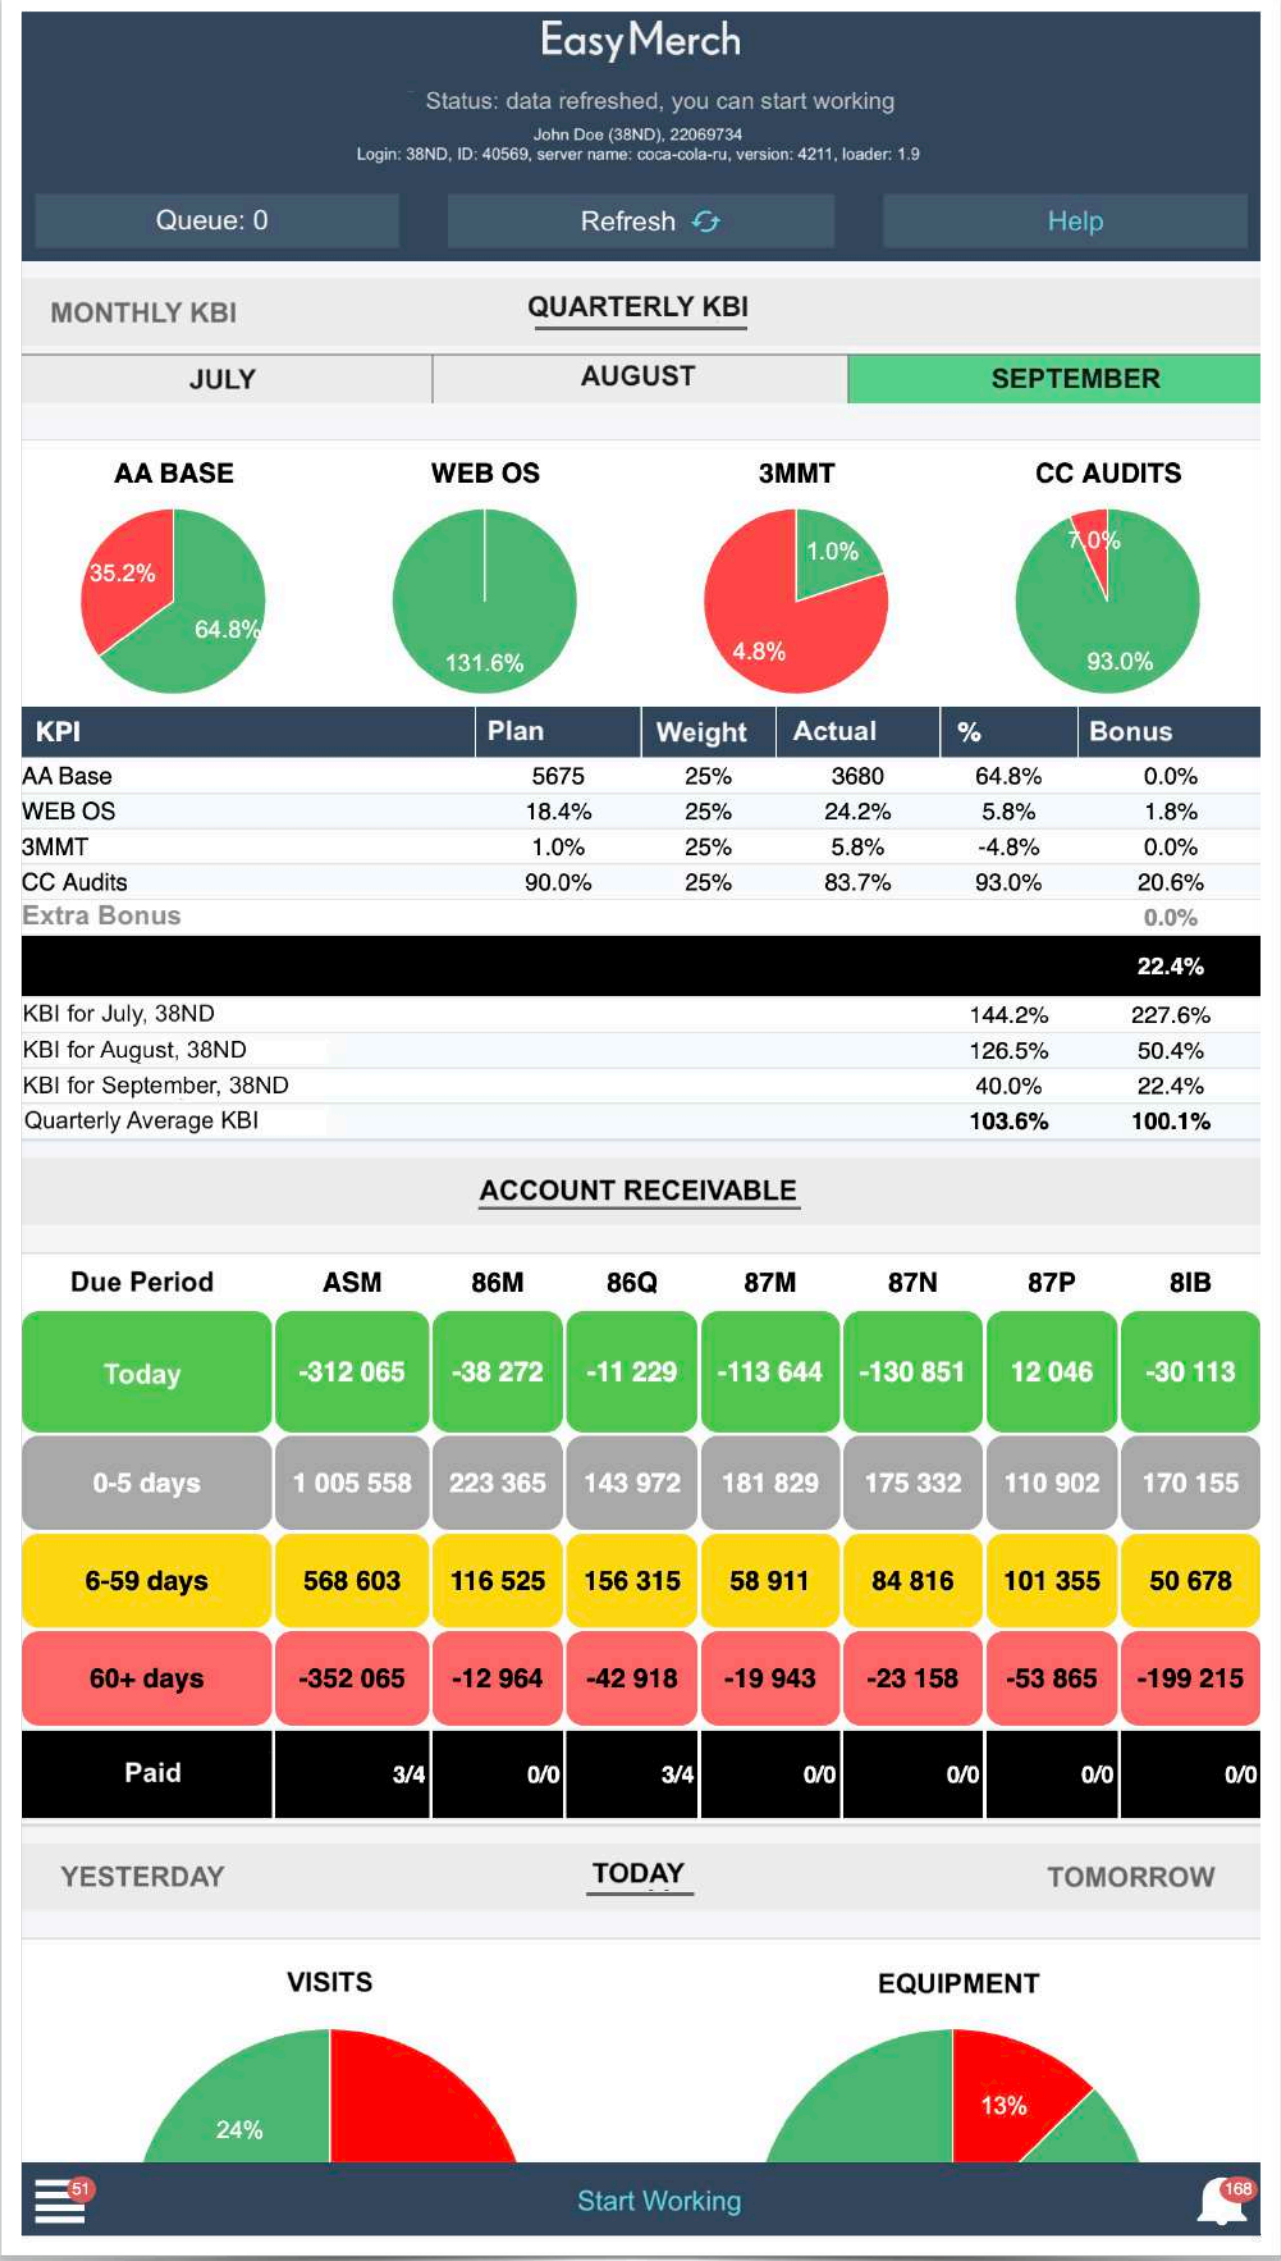 EasyMerch
Status: data refreshed, you can start working
John Doe (38ND), 22069734
Login: 38ND, ID: 40569, server name: coca-cola-ru, version: 4211, loader: 1.9
Queue: 0 Refresh Help
MONTHLY KBI QUARTERLY KBI
JULY AUGUST SEPTEMBER
AA BASE WEB OS 3MMT CC AUDITS
35.2% 64.8% 131.6% 1.0% 4.8% 7.0% 93.0%
KPI Plan Weight Actual % Bonus
AA Base 5675 25% 3680 64.8% 0.0%
WEB OS 18.4% 25% 24.2% 5.8% 1.8%
3MMT 1.0% 25% 5.8% -4.8% 0.0%
CC Audits 90.0% 25% 83.7% 93.0% 20.6%
Extra Bonus 0.0%
22.4%
KBI for July, 38ND 144.2% 227.6%
KBI for August, 38ND 126.5% 50.4%
KBI for September, 38ND 40.0% 22.4%
Quarterly Average KBI 103.6% 100.1%
ACCOUNT RECEIVABLE
Due Period ASM 86M 86Q 87M 87N 87P 8IB
Today -312 065 -38 272 -11 229 -113 644 -130 851 12 046 -30 113
0-5 days 1 005 558 223 365 143 972 181 829 175 332 110 902 170 155
6-59 days 568 603 116 525 156 315 58 911 84 816 101 355 50 678
60+ days -352 065 -12 964 -42 918 -19 943 -23 158 -53 865 -199 215
Paid 3/4 0/0 3/4 0/0 0/0 0/0 0/0
YESTERDAY TODAY TOMORROW
VISITS EQUIPMENT
24% 13%
51 Start Working 168